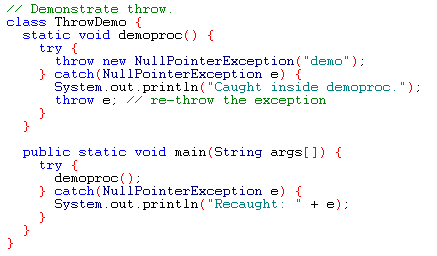 // Demonstrate throw.
class ThrowDemo {
  static void demoproc() {
    try {
      throw new NullPointerException("demo");
    } catch(NullPointerException e) {
      System.out.println("Caught inside demoproc.");
      throw e; // re-throw the exception
    }
  }

  public static void main(String args[]) {
    try {
      demoproc();
    } catch(NullPointerException e) {
      System.out.println("Recaught: " + e);
    }
  }
}